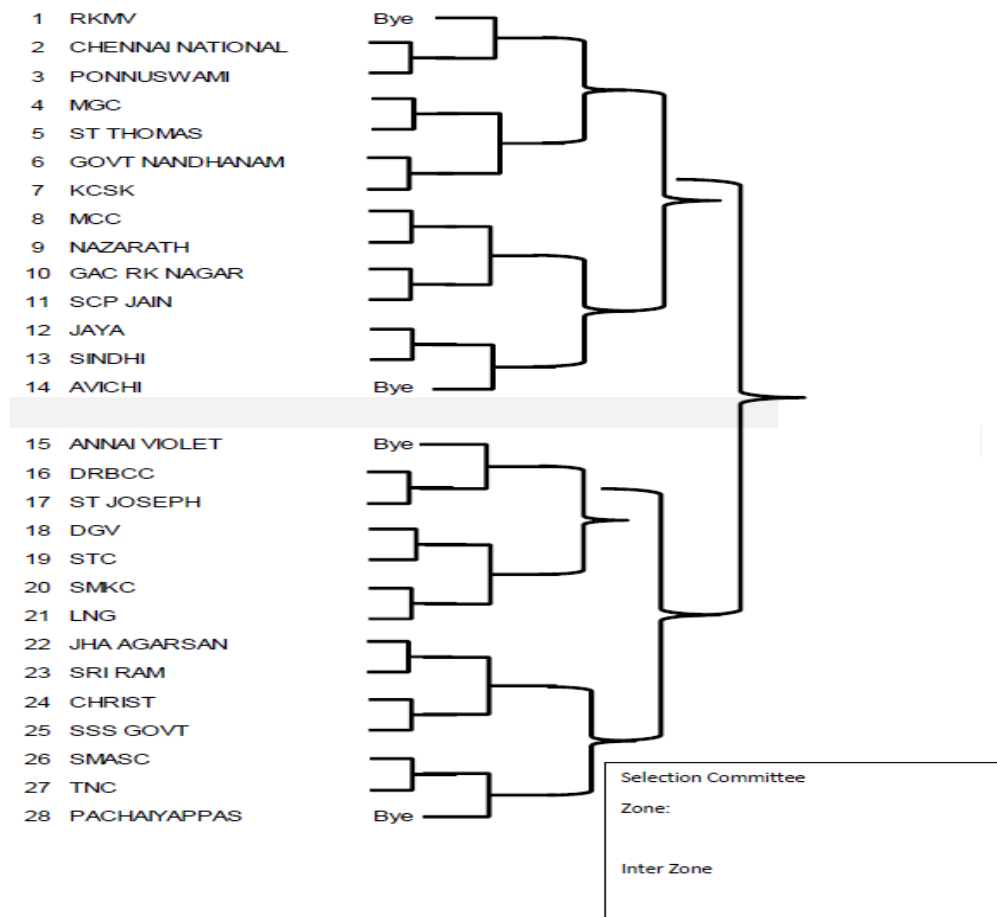 1 RKMV Bye
2 CHENNAI NATIONAL
3 PONNUSWAMI
4 MGC
5 ST THOMAS
6 GOVT NANDHANAM
7 KCSK
8 MCC
9 NAZARATH
10 GAC RK NAGAR
11 SCP JAIN
12 JAYA
13 SINDHI
14 AVICHI Bye
15 ANNAI VIOLET Bye
16 DRBCC
17 ST JOSEPH
18 DGV
19 STC
20 SMKC
21 LNG
22 JHA AGARSAN
23 SRI RAM
24 CHRIST
25 SSS GOVT
26 SMASC
27 TNC
28 PACHAIYAPPAS Bye
Selection Committee
Zone:
Inter Zone